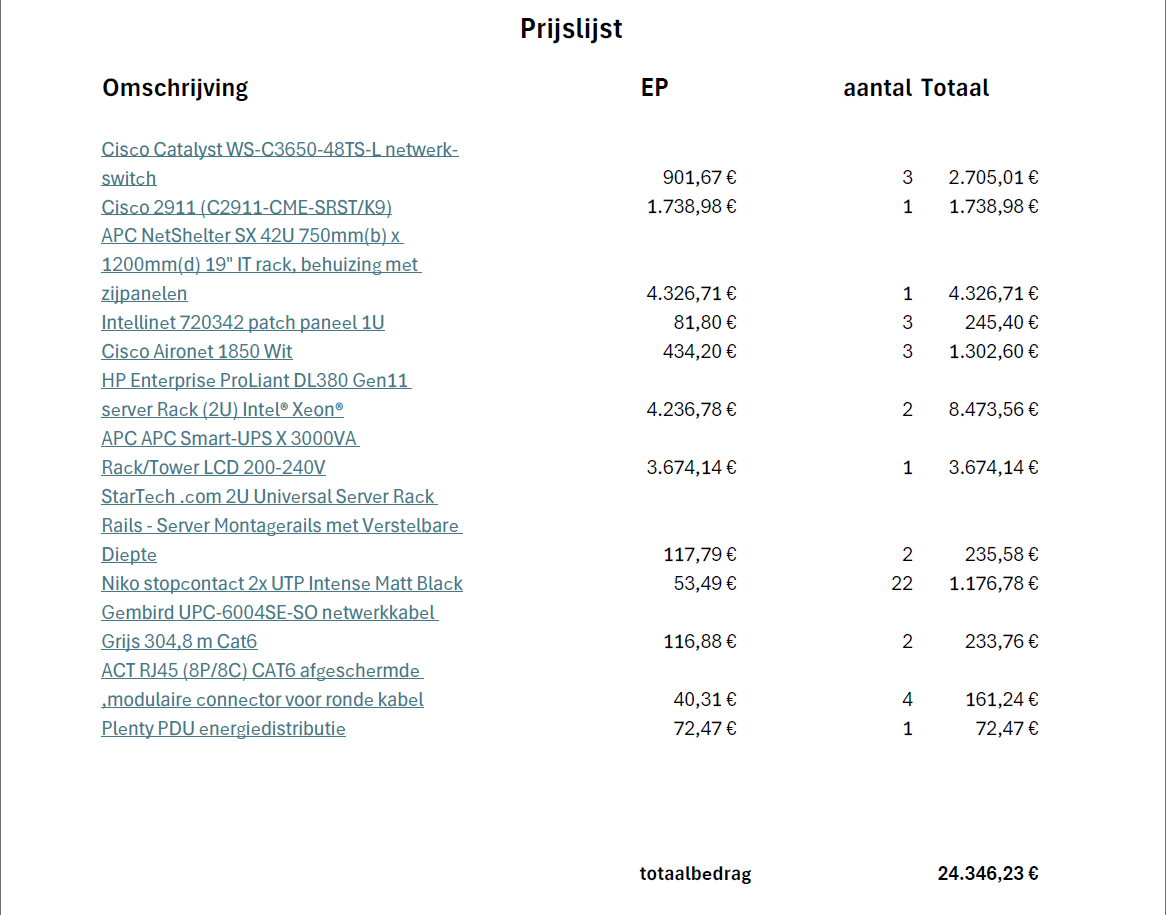 Prijslijst
Omschrijving EP aantal Totaal
Cisco Catalyst WS-C3650-48TS-L netwerk-
switch 901,67 € 3 2.705,01 €
Cisco 2911 (C2911-CME-SRST/K9) 1.738,98 € 1 1.738,98 €
APC NetShelter SX 42U 750mm(b) x
1200mm(d) 19" IT rack, behuizing met
zijpanelen 4.326,71 € 1 4.326,71 €
Intellinet 720342 patch paneel 1U 81,80 € 3 245,40 €
Cisco Aironet 1850 Wit 434,20 € 3 1.302,60 €
HP Enterprise ProLiant DL380 Gen11
server Rack (2U) Intel® Xeon® 4.236,78 € 2 8.473,56 €
APC APC Smart-UPS X 3000VA
Rack/Tower LCD 200-240V 3.674,14 € 1 3.674,14 €
StarTech .com 2U Universal Server Rack
Rails - Server Montagerails met Verstelbare
Diepte 117,79 € 2 235,58 €
Niko stopcontact 2x UTP Intense Matt Black 53,49 € 22 1.176,78 €
Gembird UPC-6004SE-SO netwerkkabel
Grijs 304,8 m Cat6 116,88 € 2 233,76 €
ACT RJ45 (8P/8C) CAT6 afgeschermde
,modulaire connector voor ronde kabel 40,31 € 4 161,24 €
Plenty PDU energiedistributie 72,47 € 1 72,47 €
totaalbedrag 24.346,23 €